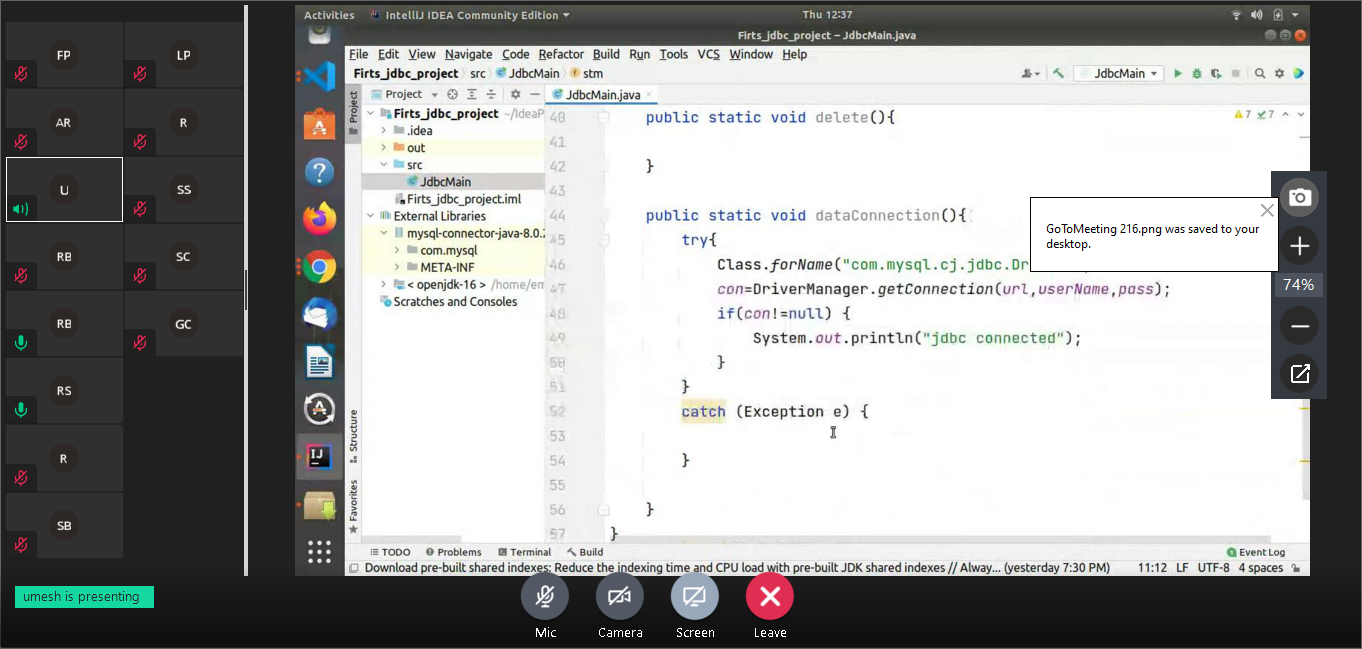 Activities IntelliJ IDEA Community Edition Thu 12:37
Firts_jdbc_project – JdbcMain.java
File Edit View Navigate Code Refactor Build Run Tools VCS Window Help
Firts_jdbc_project src JdbcMain stm JdbcMain
Project JdbcMain.java
Project
Firts_jdbc_project ~/IdeaP
.idea
out
src
JdbcMain
Firts_jdbc_project.iml
External Libraries
mysql-connector-java-8.0.2
com.mysql
META-INF
< openjdk-16 > /home/em
Scratches and Consoles
Structure
Favorites
40 public static void delete(){ 7 7
41
42 }
43
44 public static void dataConnection(){
45 try{
46 Class.forName("com.mysql.cj.jdbc.Dr
47 con=DriverManager.getConnection(url,userName,pass);
48 if(con!=null) {
49 System.out.println("jdbc connected");
50 }
51 }
52 catch (Exception e) {
53
54 }
55
56 }
57 }
TODO Problems Terminal Build Event Log
Download pre-built shared indexes: Reduce the indexing time and CPU load with pre-built JDK shared indexes // Alway... (yesterday 7:30 PM) 11:12 LF UTF-8 4 spaces
FP LP
AR R
U SS
RB SC
RB GC
RS
R
SB
GoToMeeting 216.png was saved to your
desktop.
74%
umesh is presenting
Mic Camera Screen Leave